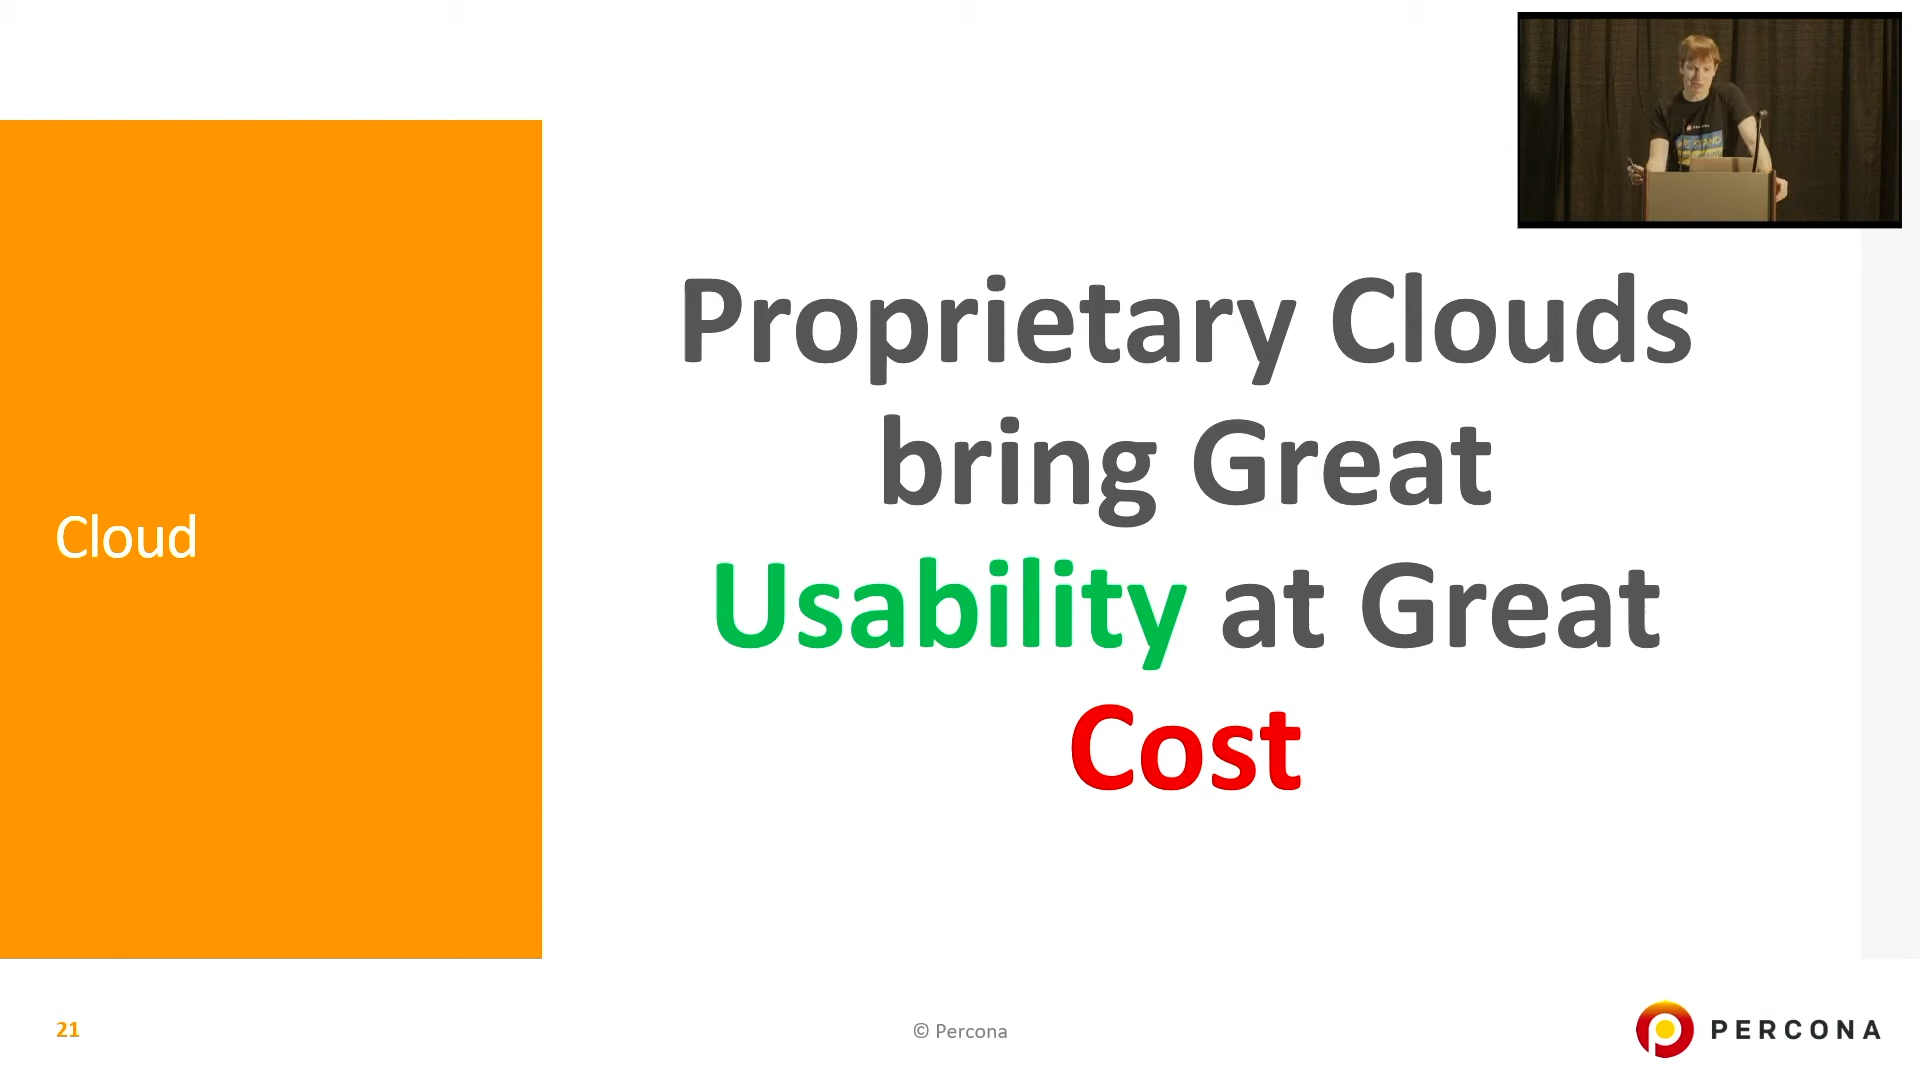 Cloud
Proprietary Clouds
bring Great
Usability at Great
Cost
21
© Percona
PERCONA